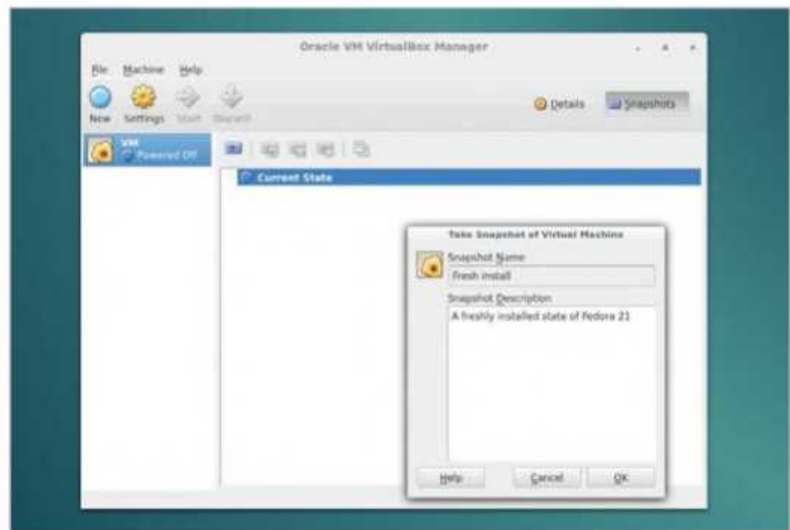 Oracle VM VirtualBox Manager
File Machine Help
New Settings Start Discard
Details Snapshots
VM
Powered Off
Current State
Take Snapshot of Virtual Machine
Snapshot Name
Fresh install
Snapshot Description
A freshly installed state of Fedora 21
Help Cancel OK